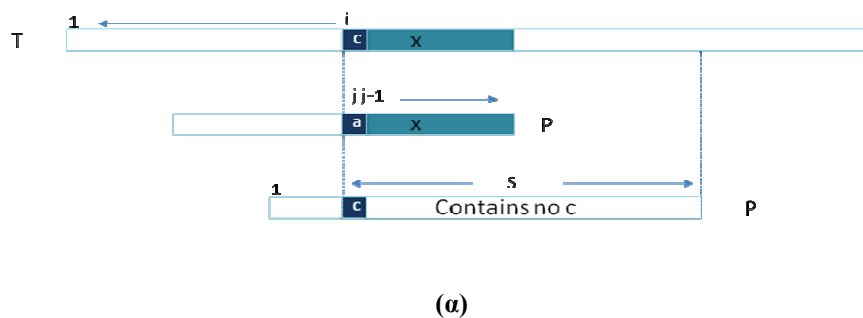 1 i
T c X
j j-1
a X P
S
1
c Contains no c P
(α)